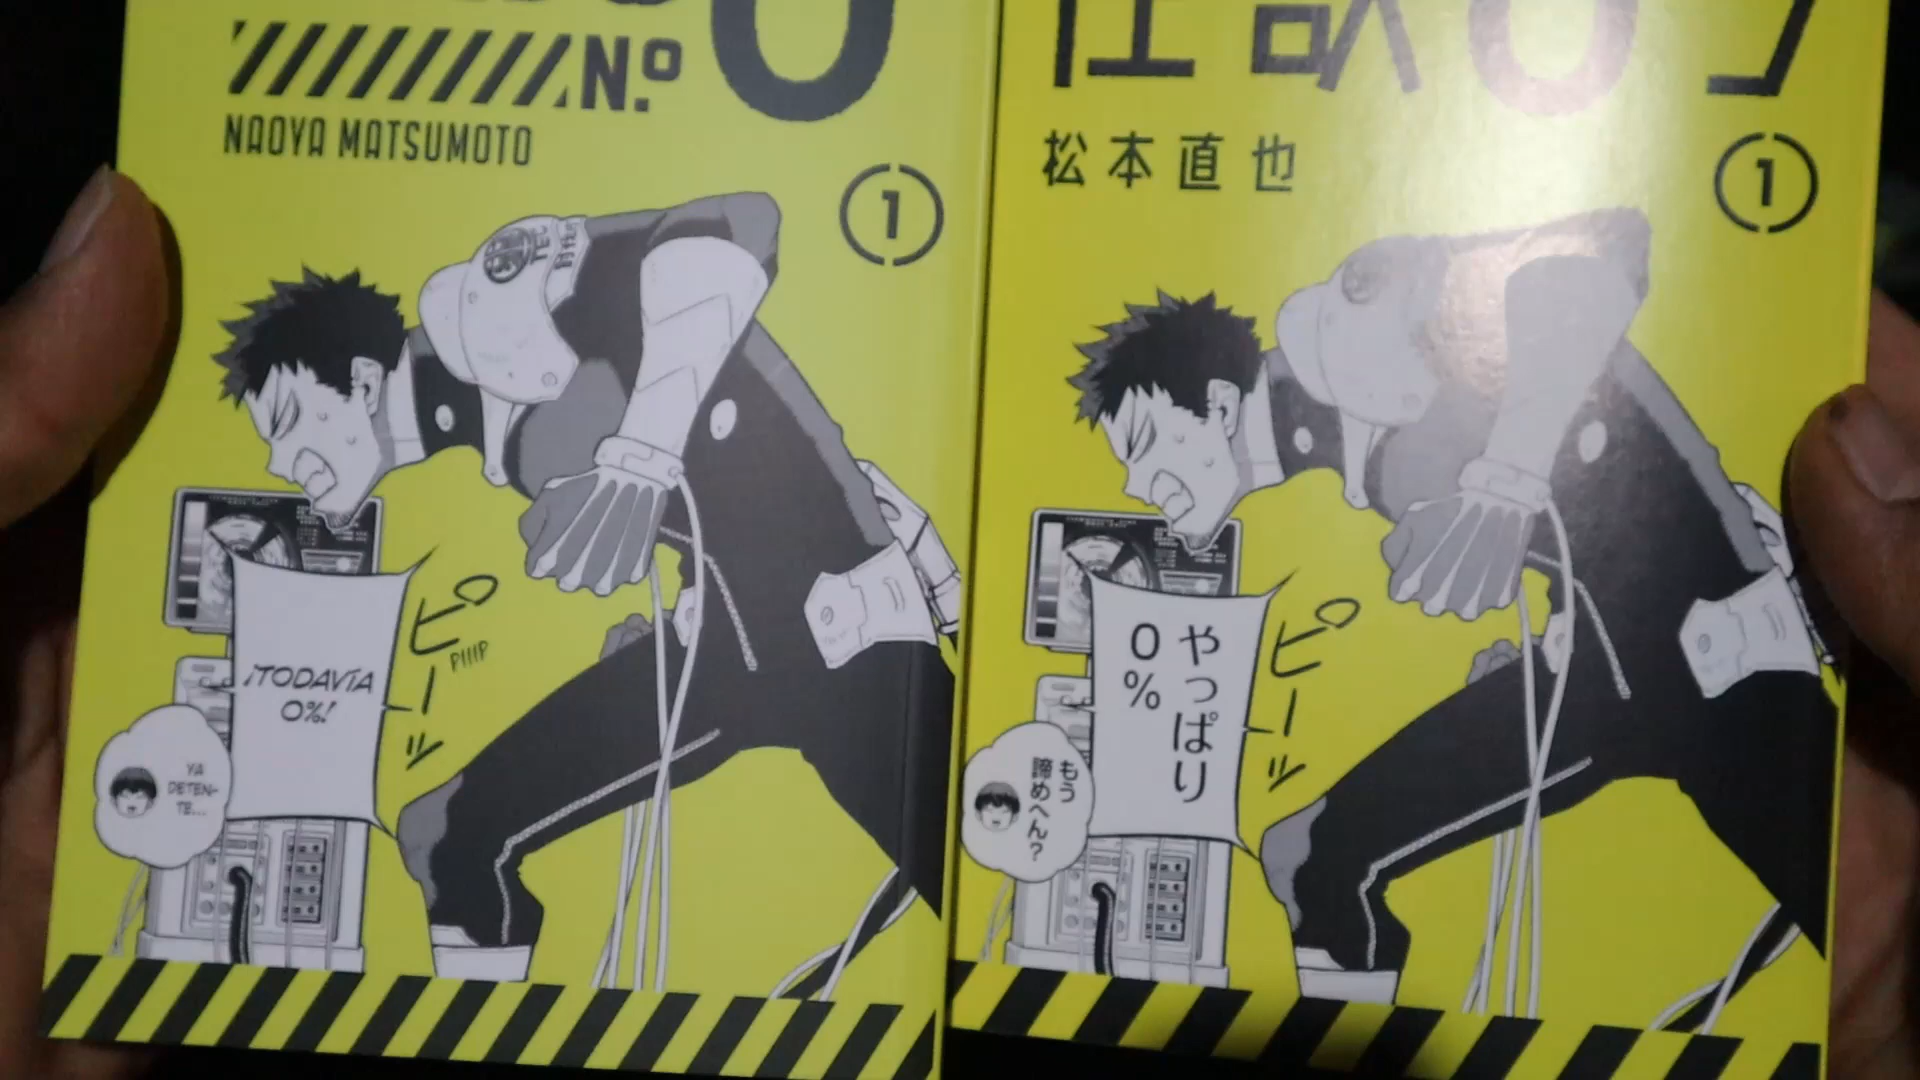 N.º
NAOYA MATSUMOTO
1
ピーッ
PIIIP
¡TODAVÍA
0%!
YA
DETEN-
TE...
松本直也
1
ピーッ
やっぱり
0%
もう
諦めへん?